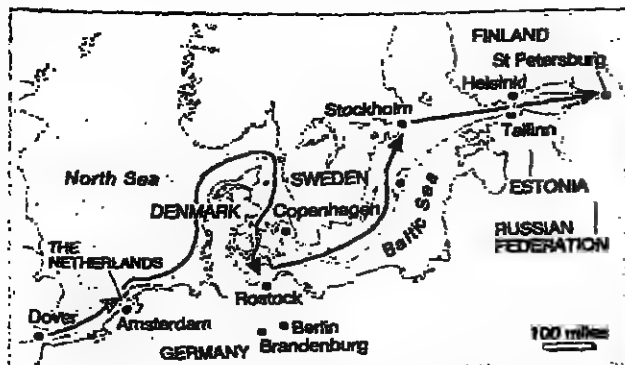 FINLAND
St Petersburg
Helsinki
Stockholm
Tallinn
North Sea
SWEDEN
ESTONIA
DENMARK
Copenhagen
Baltic Sea
RUSSIAN
FEDERATION
THE
NETHERLANDS
Rostock
Dover
Amsterdam
Berlin
Brandenburg
GERMANY
100 miles